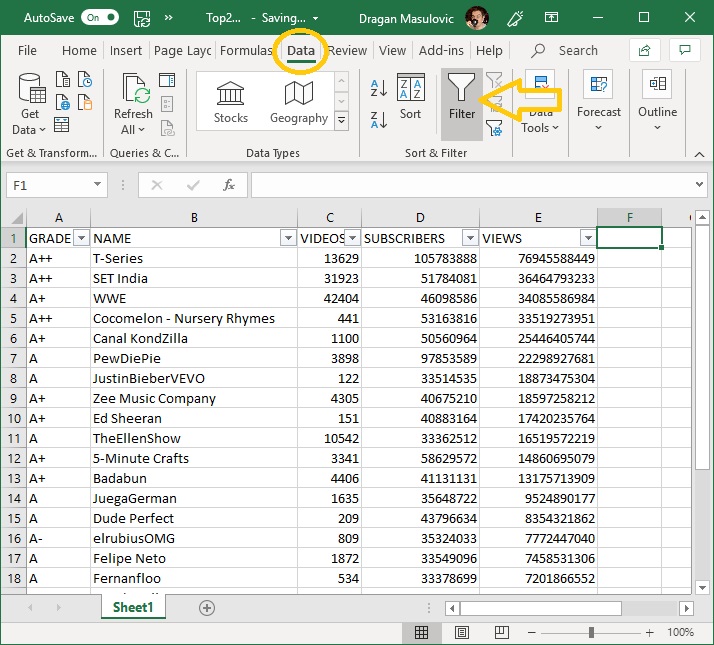 AutoSave On Top2... - Saving... Dragan Masulovic
File Home Insert Page Layc Formulas Data Review View Add-ins Help Search
Get Data Refresh All Stocks Geography Sort Filter Data Tools Forecast Outline
Get & Transform... Queries & C... Data Types Sort & Filter
F1 fx
A B C D E F
1 GRADE NAME VIDEOS SUBSCRIBERS VIEWS
2 A++ T-Series 13629 105783888 76945588449
3 A++ SET India 31923 51784081 36464793233
4 A+ WWE 42404 46098586 34085586984
5 A++ Cocomelon - Nursery Rhymes 441 53163816 33519273951
6 A+ Canal KondZilla 1100 50560964 25446405744
7 A PewDiePie 3898 97853589 22298927681
8 A JustinBieberVEVO 122 33514535 18873475304
9 A+ Zee Music Company 4305 40675210 18597258212
10 A+ Ed Sheeran 151 40883164 17420235764
11 A TheEllenShow 10542 33362512 16519572219
12 A+ 5-Minute Crafts 3341 58629572 14860695079
13 A+ Badabun 4406 41131131 13175713909
14 A JuegaGerman 1635 35648722 9524890177
15 A Dude Perfect 209 43796634 8354321862
16 A- elrubiusOMG 809 35324033 7772447040
17 A Felipe Neto 1872 33549096 7458531306
18 A Fernanfloo 534 33378699 7201866552
Sheet1
100%